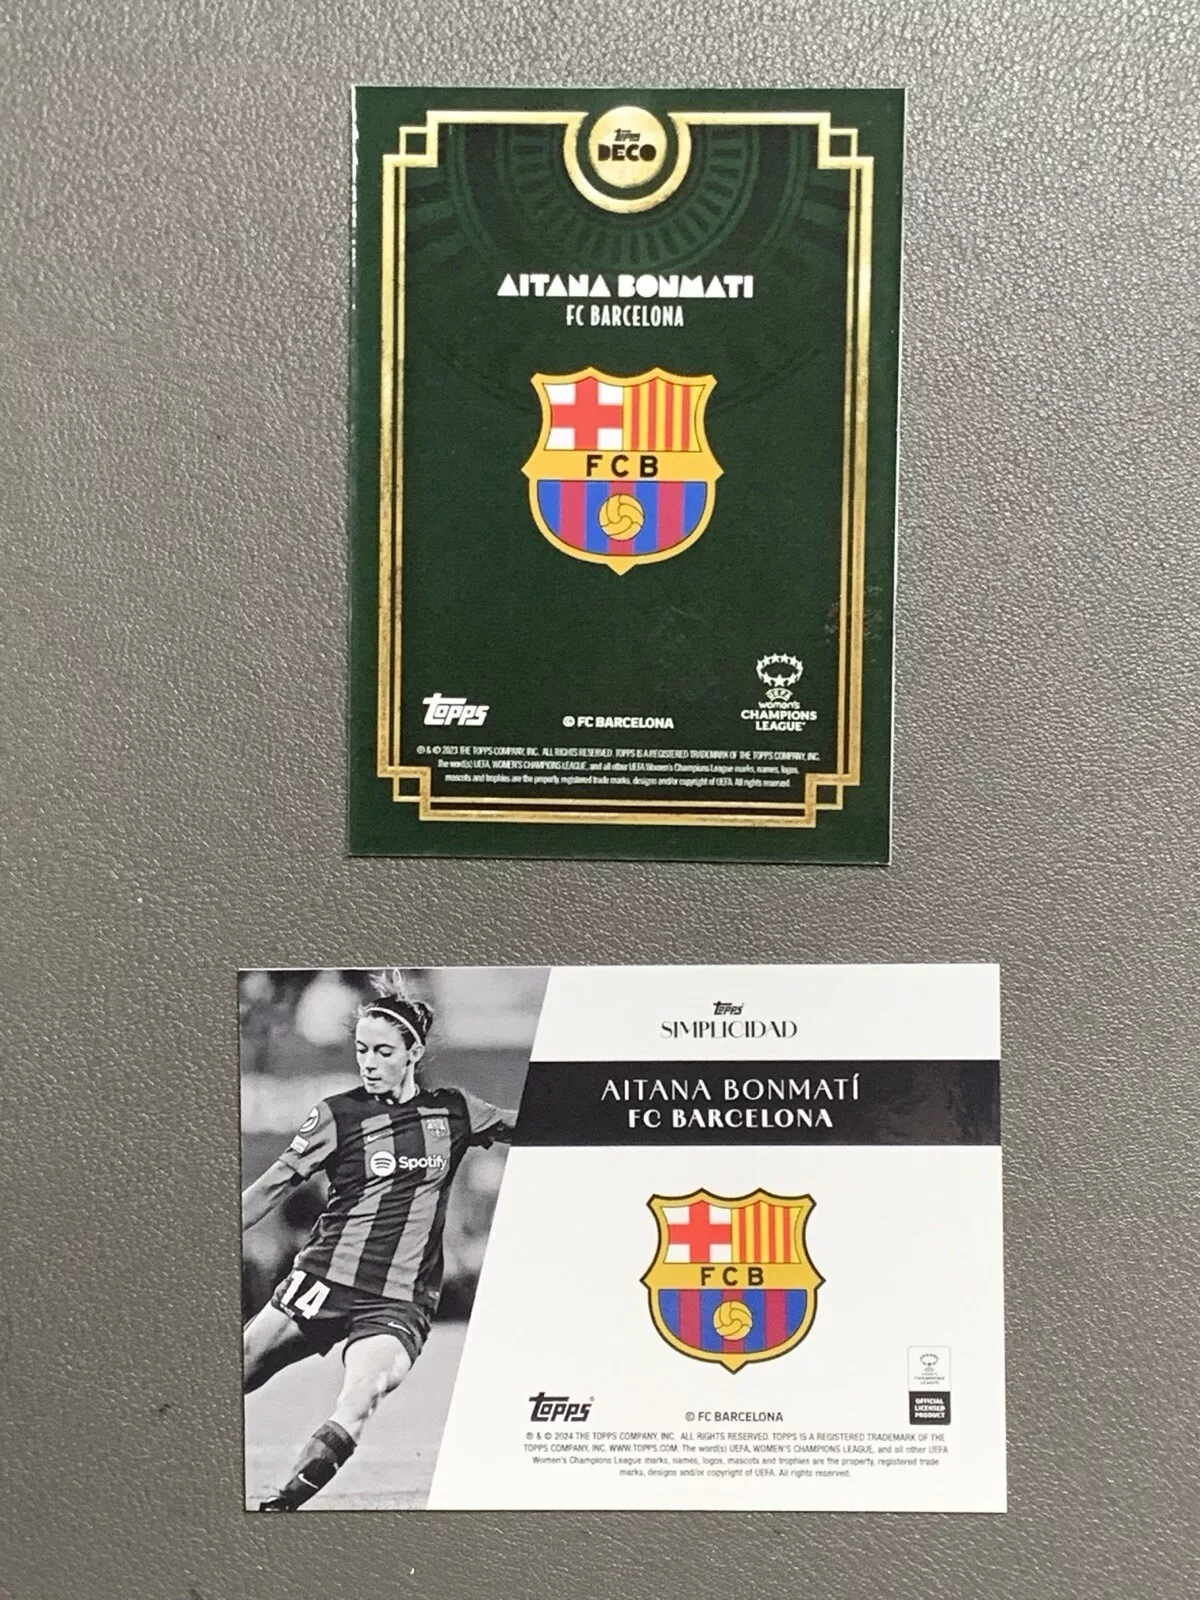 Topps
DECO
AITANA BONMATI
FC BARCELONA
FCB
Topps
© FC BARCELONA
UEFA
women's
CHAMPIONS
LEAGUE™
® & © 2023 THE TOPPS COMPANY, INC. ALL RIGHTS RESERVED. TOPPS IS A REGISTERED TRADEMARK OF THE TOPPS COMPANY, INC.
The word(s) UEFA, WOMEN'S CHAMPIONS LEAGUE, and all other UEFA Women's Champions League marks, names, logos,
mascots and trophies are the property, registered trade marks, designs and/or copyright of UEFA. All rights reserved.
Topps
SIMPLICIDAD
AITANA BONMATÍ
FC BARCELONA
Spotify
14
FCB
Topps®
© FC BARCELONA
CHAMPIONS
LEAGUE
OFFICIAL
LICENSED
PRODUCT
® & © 2024 THE TOPPS COMPANY, INC. ALL RIGHTS RESERVED. TOPPS IS A REGISTERED TRADEMARK OF THE
TOPPS COMPANY, INC. WWW.TOPPS.COM. The word(s) UEFA, WOMEN'S CHAMPIONS LEAGUE, and all other UEFA
Women's Champions League marks, names, logos, mascots and trophies are the property, registered trade
marks, designs and/or copyright of UEFA. All rights reserved.